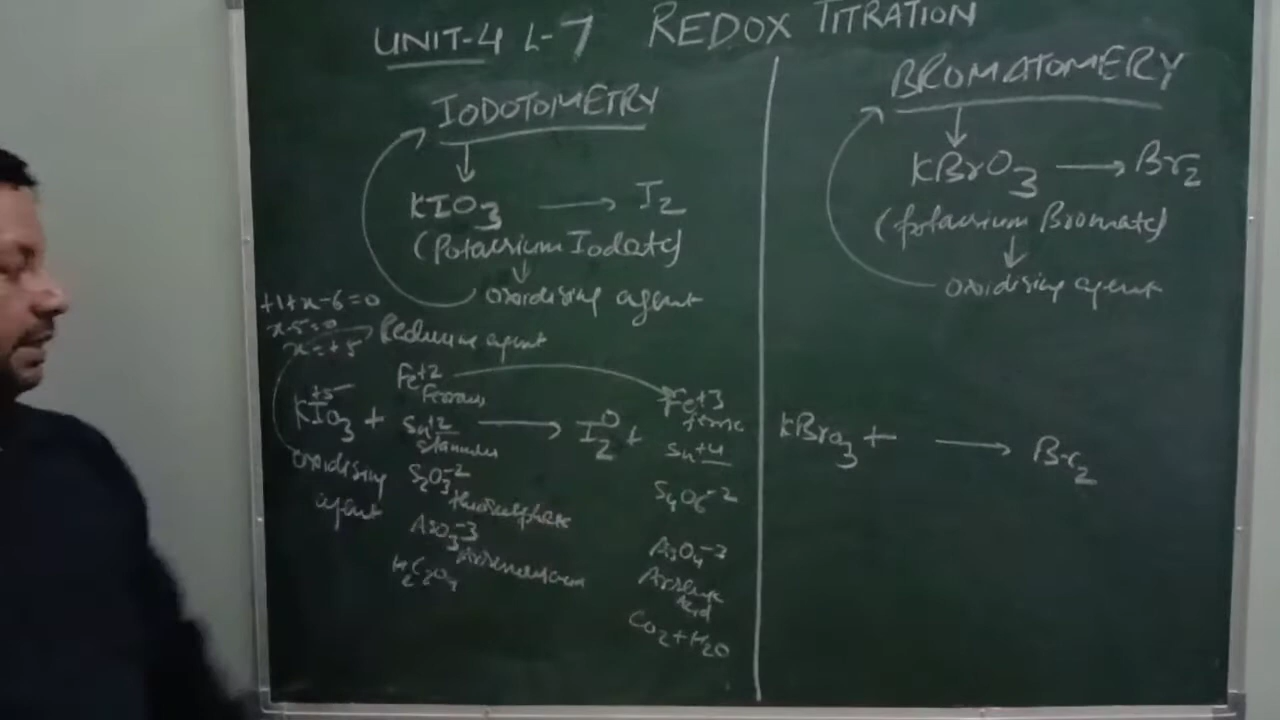 UNIT-4 L-7 REDOX TITRATION
IODOTOMETRY
KIO3 → I2
(Potassium Iodate)
↓
oxidising agent
+1+x-6=0
x-5=0
x=+5
Reducing agent
Fe+2 → Fe+3
Ferrous
ferric
+5
KIO3 + Sn+2 → I2 0 + Sn+4
stannous
oxidising
agent
S2O3-2
thiosulphate
S4O6-2
AsO3-3
AsO4-3
Arsenic
Acid
H2C2O4
CO2+H2O
BROMATOMERY
↓
KBrO3 → Br2
(potassium Bromate)
↓
oxidising agent
KBrO3 + → Br2